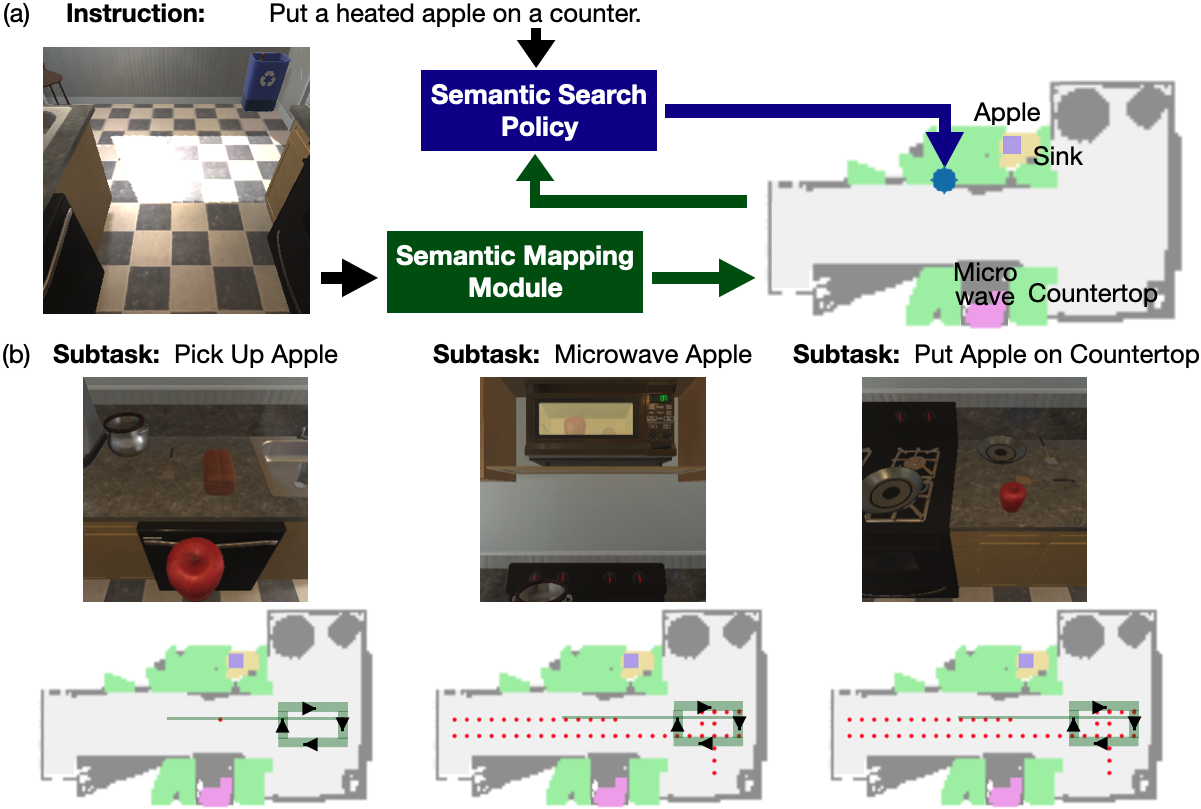 (a) Instruction: Put a heated apple on a counter.
Semantic Search
Policy
Apple
Sink
Semantic Mapping
Module
Micro
wave
Countertop
(b) Subtask: Pick Up Apple
Subtask: Microwave Apple
Subtask: Put Apple on Countertop